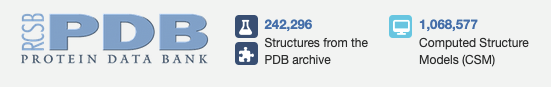 RCSB PDB
PROTEIN DATA BANK
242,296
Structures from the
PDB archive
1,068,577
Computed Structure
Models (CSM)